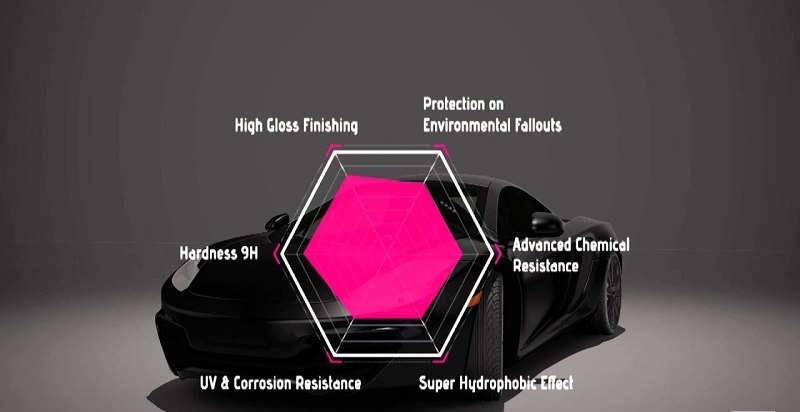 High Gloss Finishing
Protection on
Environmental Fallouts
Hardness 9H
Advanced Chemical
Resistance
UV & Corrosion Resistance
Super Hydrophobic Effect